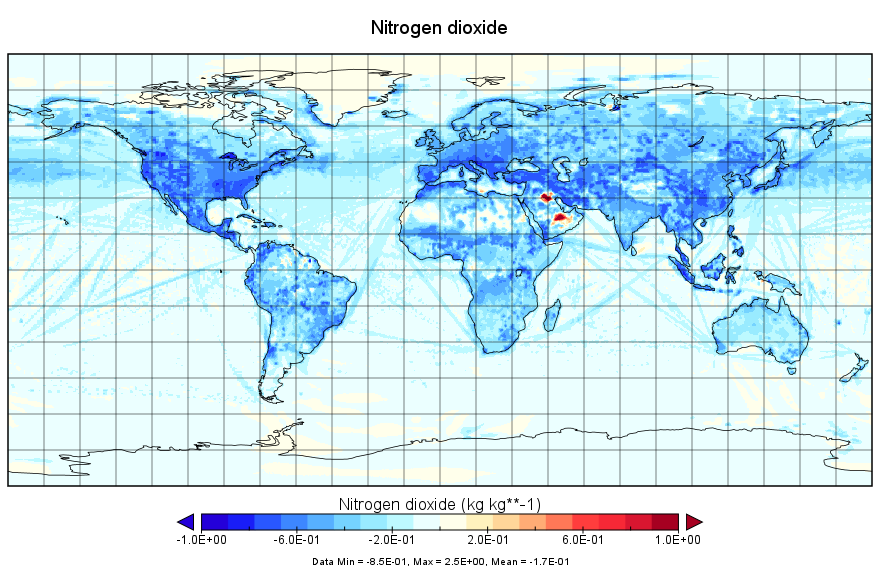 Nitrogen dioxide
Nitrogen dioxide (kg kg**-1)
-1.0E+00 -6.0E-01 -2.0E-01 2.0E-01 6.0E-01 1.0E+00
Data Min = -8.5E-01, Max = 2.5E+00, Mean = -1.7E-01